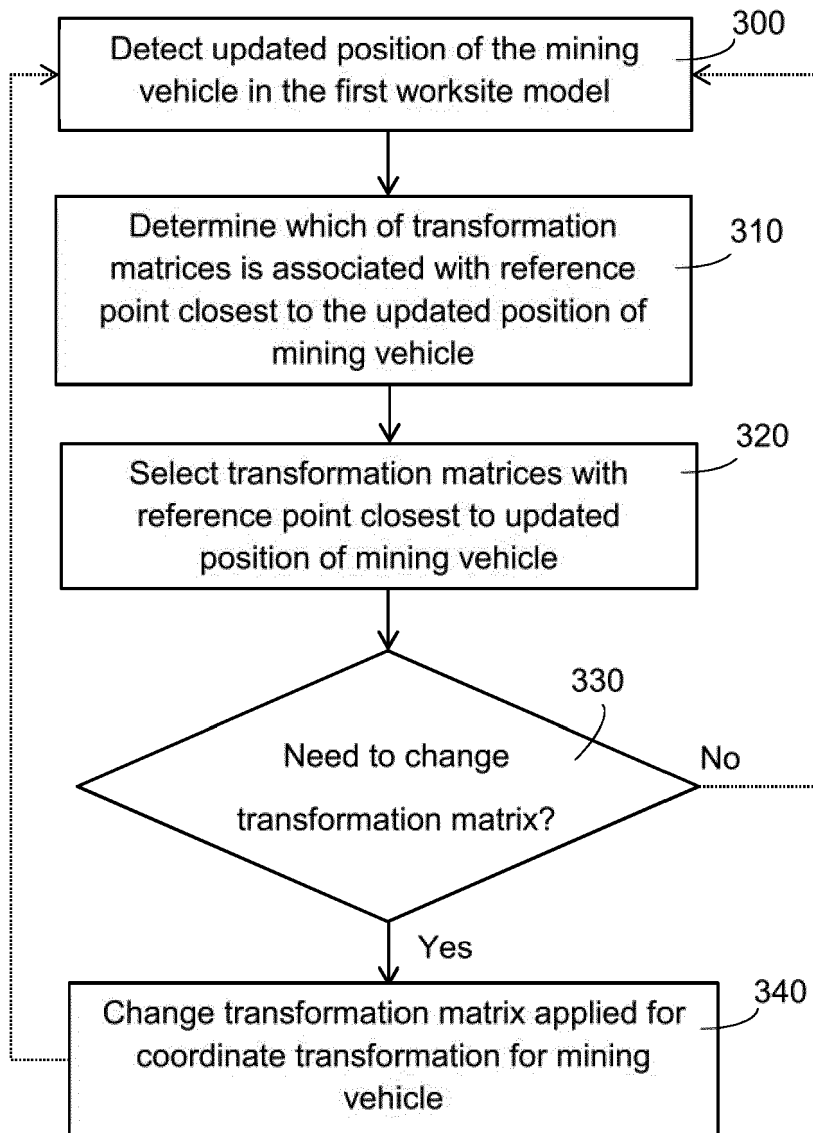 300
Detect updated position of the mining
vehicle in the first worksite model
Determine which of transformation
matrices is associated with reference
point closest to the updated position of
mining vehicle
310
320
Select transformation matrices with
reference point closest to updated
position of mining vehicle
330
Need to change
transformation matrix?
No
Yes
340
Change transformation matrix applied for
coordinate transformation for mining
vehicle